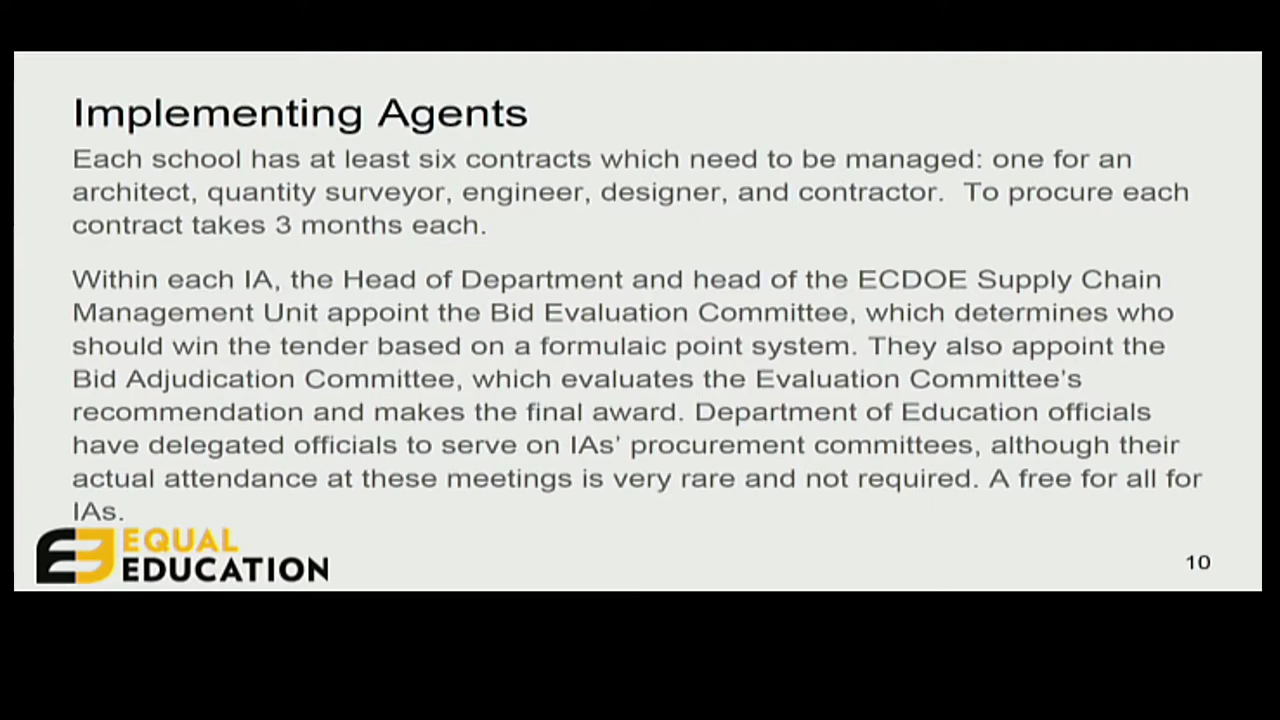 Implementing Agents
Each school has at least six contracts which need to be managed: one for an
architect, quantity surveyor, engineer, designer, and contractor.  To procure each
contract takes 3 months each.
Within each IA, the Head of Department and head of the ECDOE Supply Chain
Management Unit appoint the Bid Evaluation Committee, which determines who
should win the tender based on a formulaic point system. They also appoint the
Bid Adjudication Committee, which evaluates the Evaluation Committee's
recommendation and makes the final award. Department of Education officials
have delegated officials to serve on IAs' procurement committees, although their
actual attendance at these meetings is very rare and not required. A free for all for
IAs.
EQUAL
EDUCATION
10